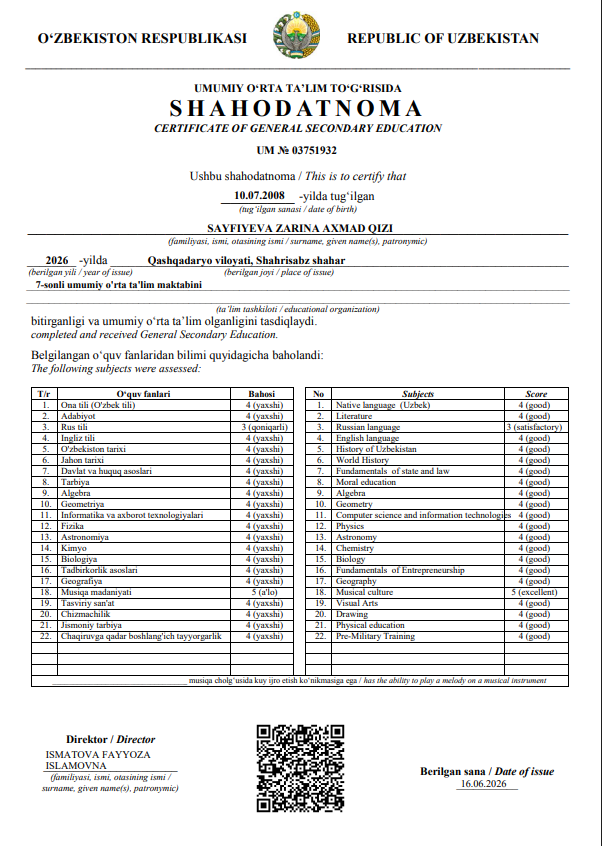 O‘ZBEKISTON RESPUBLIKASI REPUBLIC OF UZBEKISTAN
UMUMIY O‘RTA TA’LIM TO‘G‘RISIDA
SHAHODATNOMA
CERTIFICATE OF GENERAL SECONDARY EDUCATION
UM № 03751932
Ushbu shahodatnoma / This is to certify that
10.07.2008 -yilda tug‘ilgan
(tug‘ilgan sanasi / date of birth)
SAYFIYEVA ZARINA AXMAD QIZI
(familiyasi, ismi, otasining ismi / surname, given name(s), patronymic)
2026 -yilda Qashqadaryo viloyati, Shahrisabz shahar
(berilgan yili / year of issue) (berilgan joyi / place of issue)
7-sonli umumiy o'rta ta'lim maktabini
(ta’lim tashkiloti / educational organization)
bitirganligi va umumiy o‘rta ta’lim olganligini tasdiqlaydi.
completed and received General Secondary Education.
Belgilangan o‘quv fanlaridan bilimi quyidagicha baholandi:
The following subjects were assessed:
T/r O‘quv fanlari Bahosi No Subjects Score
1. Ona tili (O'zbek tili) 4 (yaxshi) 1. Native language (Uzbek) 4 (good)
2. Adabiyot 4 (yaxshi) 2. Literature 4 (good)
3. Rus tili 3 (qoniqarli) 3. Russian language 3 (satisfactory)
4. Ingliz tili 4 (yaxshi) 4. English language 4 (good)
5. O'zbekiston tarixi 4 (yaxshi) 5. History of Uzbekistan 4 (good)
6. Jahon tarixi 4 (yaxshi) 6. World History 4 (good)
7. Davlat va huquq asoslari 4 (yaxshi) 7. Fundamentals of state and law 4 (good)
8. Tarbiya 4 (yaxshi) 8. Moral education 4 (good)
9. Algebra 4 (yaxshi) 9. Algebra 4 (good)
10. Geometriya 4 (yaxshi) 10. Geometry 4 (good)
11. Informatika va axborot texnologiyalari 4 (yaxshi) 11. Computer science and information technologies 4 (good)
12. Fizika 4 (yaxshi) 12. Physics 4 (good)
13. Astronomiya 4 (yaxshi) 13. Astronomy 4 (good)
14. Kimyo 4 (yaxshi) 14. Chemistry 4 (good)
15. Biologiya 4 (yaxshi) 15. Biology 4 (good)
16. Tadbirkorlik asoslari 4 (yaxshi) 16. Fundamentals of Entrepreneurship 4 (good)
17. Geografiya 4 (yaxshi) 17. Geography 4 (good)
18. Musiqa madaniyati 5 (a'lo) 18. Musical culture 5 (excellent)
19. Tasviriy san'at 4 (yaxshi) 19. Visual Arts 4 (good)
20. Chizmachilik 4 (yaxshi) 20. Drawing 4 (good)
21. Jismoniy tarbiya 4 (yaxshi) 21. Physical education 4 (good)
22. Chaqiruvga qadar boshlang'ich tayyorgarlik 4 (yaxshi) 22. Pre-Military Training 4 (good)
musiqa cholg‘usida kuy ijro etish ko‘nikmasiga ega / has the ability to play a melody on a musical instrument
Direktor / Director
ISMATOVA FAYYOZA
ISLAMOVNA
(familiyasi, ismi, otasining ismi /
surname, given name(s), patronymic)
Berilgan sana / Date of issue
16.06.2026